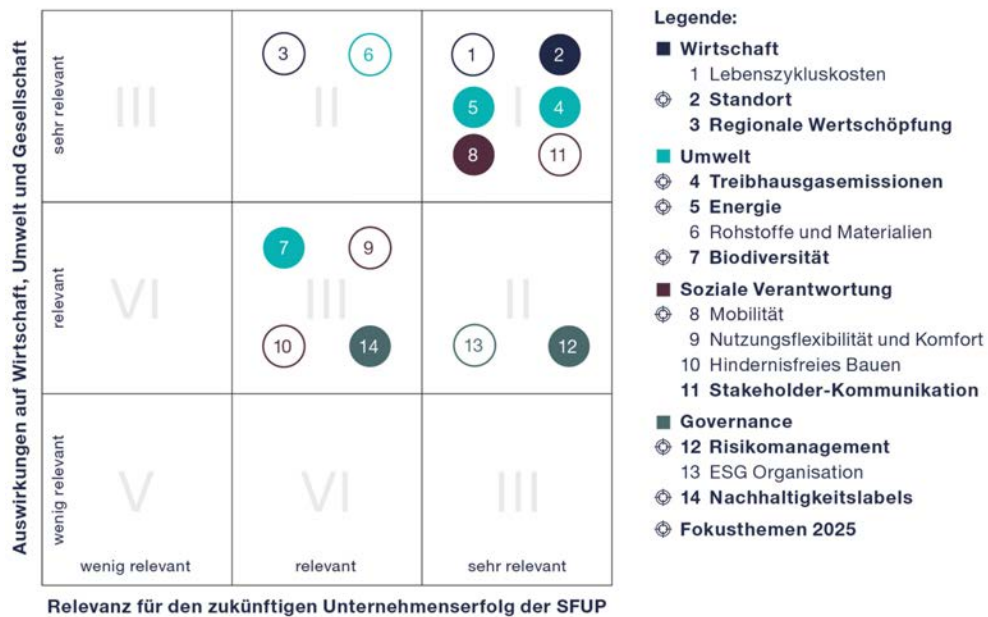 Auswirkungen auf Wirtschaft, Umwelt und Gesellschaft
sehr relevant
relevant
wenig relevant
III
II
I
3
6
1
2
5
4
8
11
VI
III
II
7
9
10
14
13
12
V
VI
III
wenig relevant
relevant
sehr relevant
Relevanz für den zukünftigen Unternehmenserfolg der SFUP
Legende:
Wirtschaft
1 Lebenszykluskosten
2 Standort
3 Regionale Wertschöpfung
Umwelt
4 Treibhausgasemissionen
5 Energie
6 Rohstoffe und Materialien
7 Biodiversität
Soziale Verantwortung
8 Mobilität
9 Nutzungsflexibilität und Komfort
10 Hindernisfreies Bauen
11 Stakeholder-Kommunikation
Governance
12 Risikomanagement
13 ESG Organisation
14 Nachhaltigkeitslabels
Fokusthemen 2025